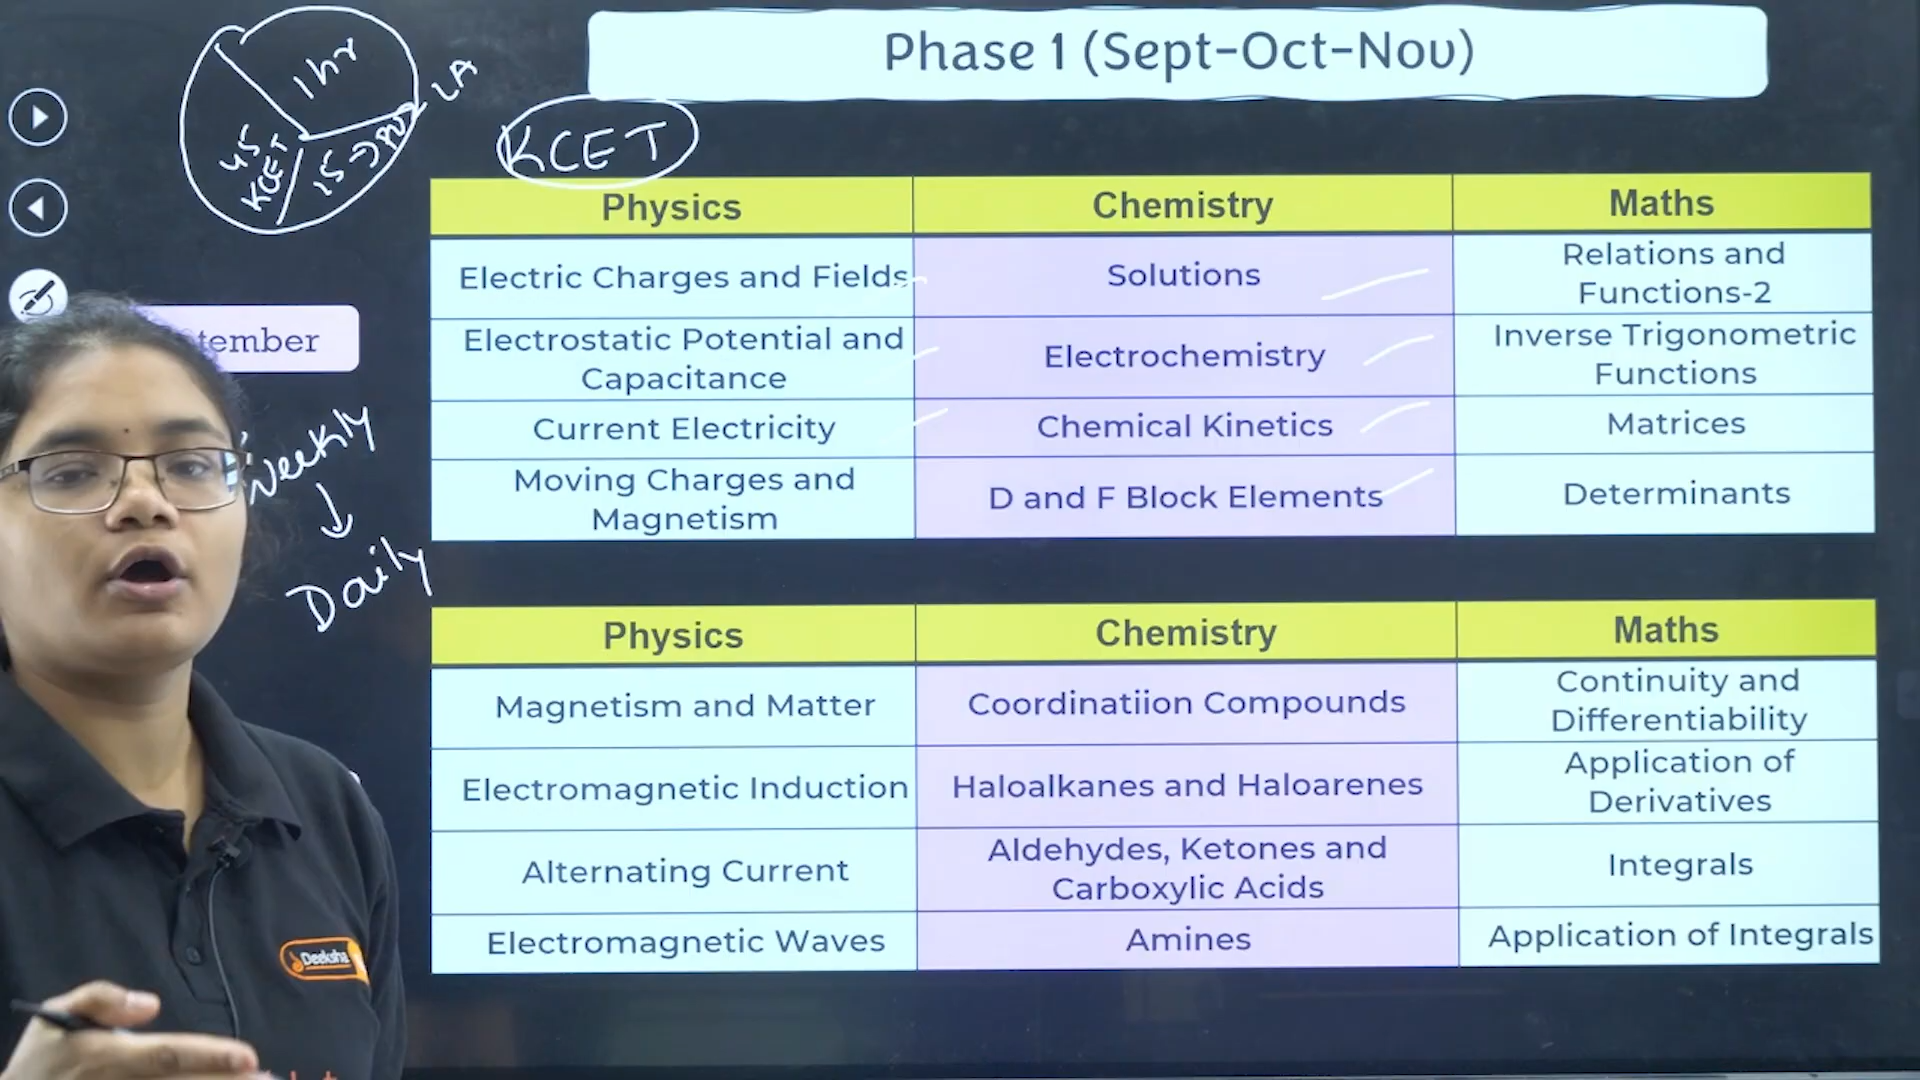 Phase 1 (Sept-Oct-Nov)
1hr
LA
45
KCET
15
KCET
Physics
Chemistry
Maths
Electric Charges and Fields
Solutions
Relations and
Functions-2
tember
Electrostatic Potential and
Capacitance
Electrochemistry
Inverse Trigonometric
Functions
Weekly
Current Electricity
Chemical Kinetics
Matrices
Moving Charges and
Magnetism
D and F Block Elements
Determinants
Daily
Physics
Chemistry
Maths
Magnetism and Matter
Coordinatiion Compounds
Continuity and
Differentiability
Electromagnetic Induction
Haloalkanes and Haloarenes
Application of
Derivatives
Alternating Current
Aldehydes, Ketones and
Carboxylic Acids
Integrals
Electromagnetic Waves
Amines
Application of Integrals
Deeksha